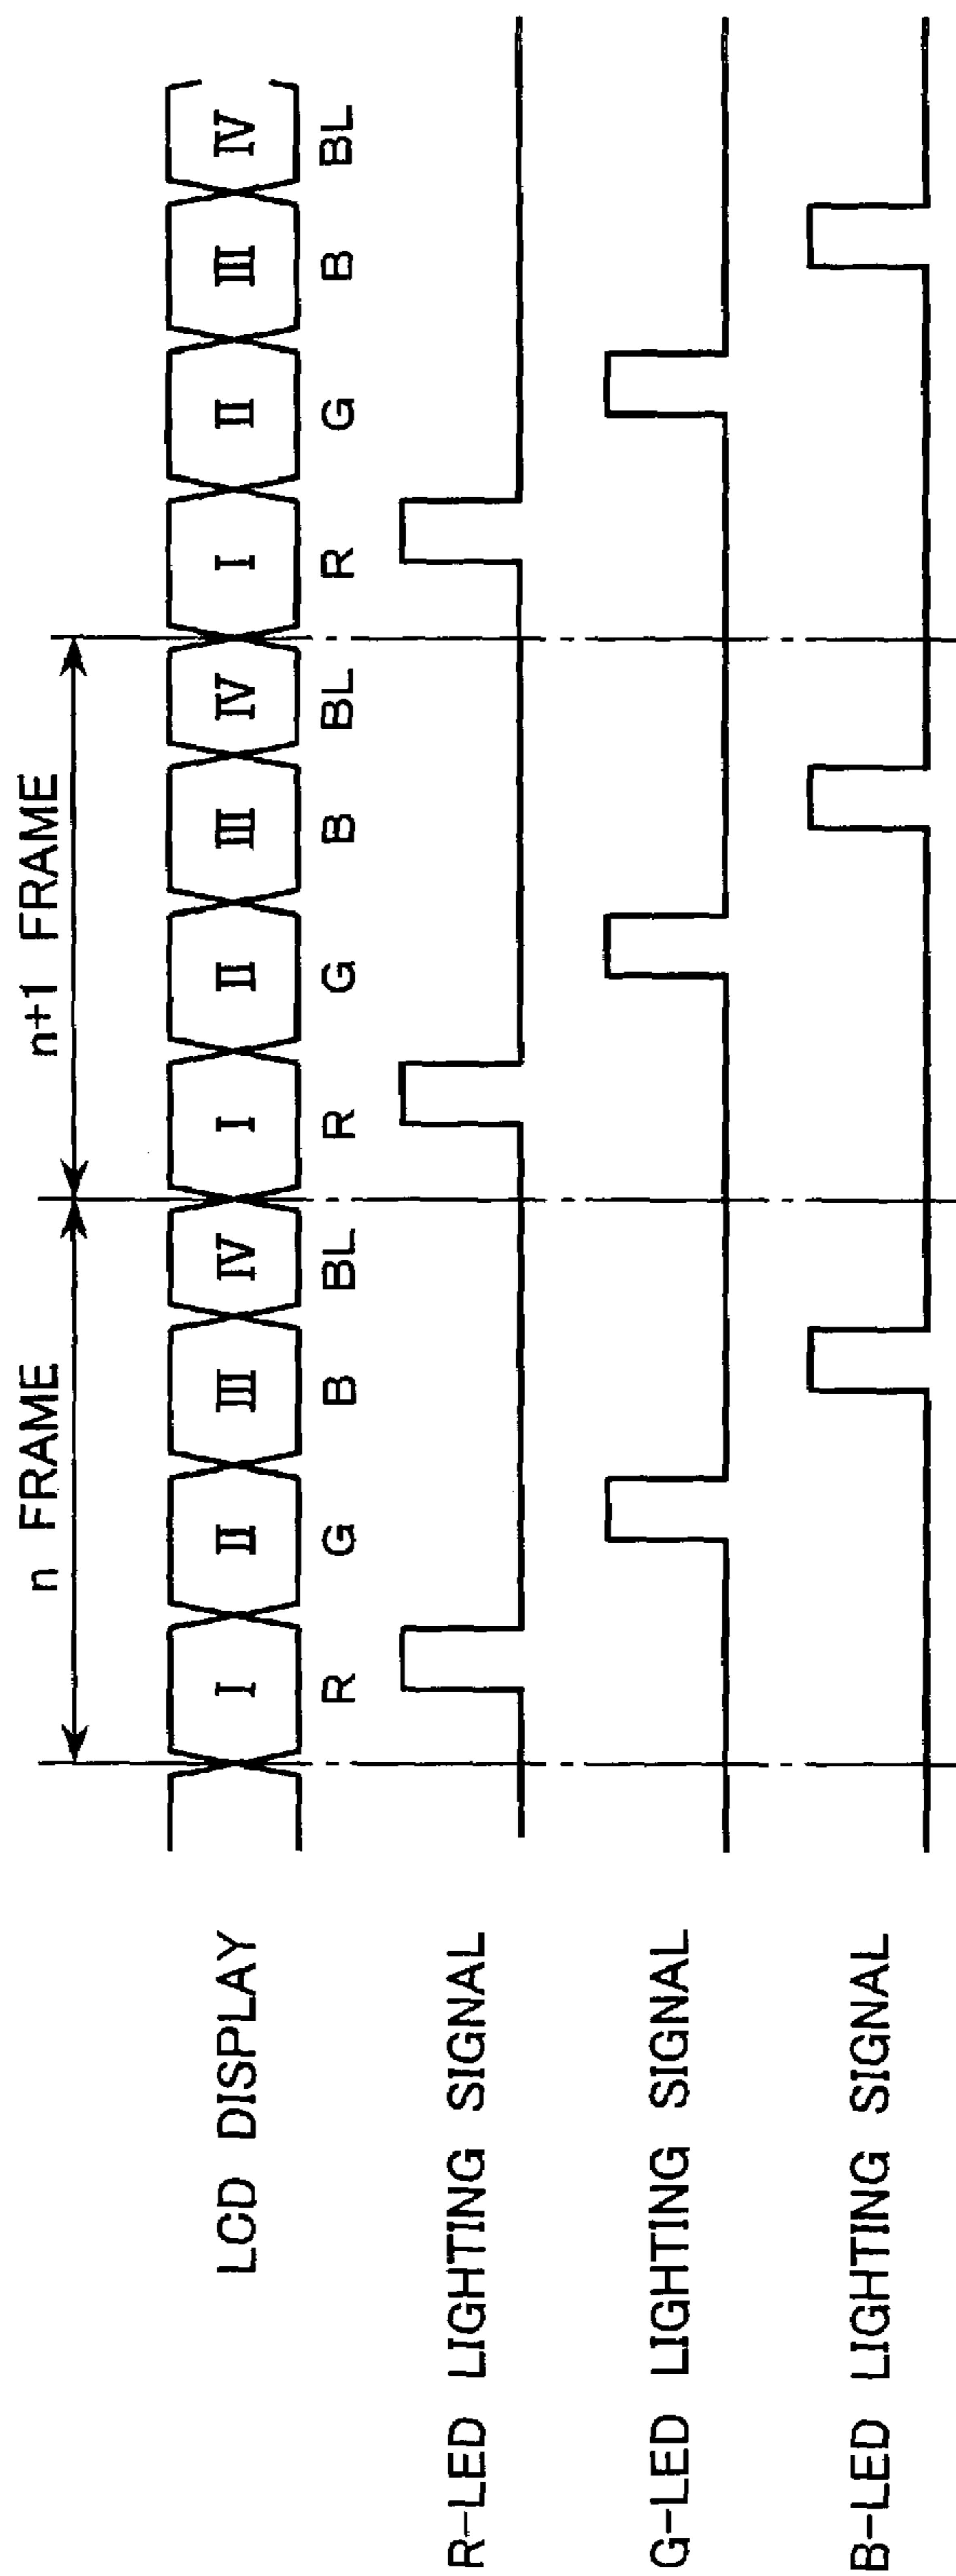 n FRAME n+1 FRAME
LCD DISPLAY I II III IV I II III IV I II III IV
R G B BL R G B BL R G B BL
R-LED LIGHTING SIGNAL
G-LED LIGHTING SIGNAL
B-LED LIGHTING SIGNAL